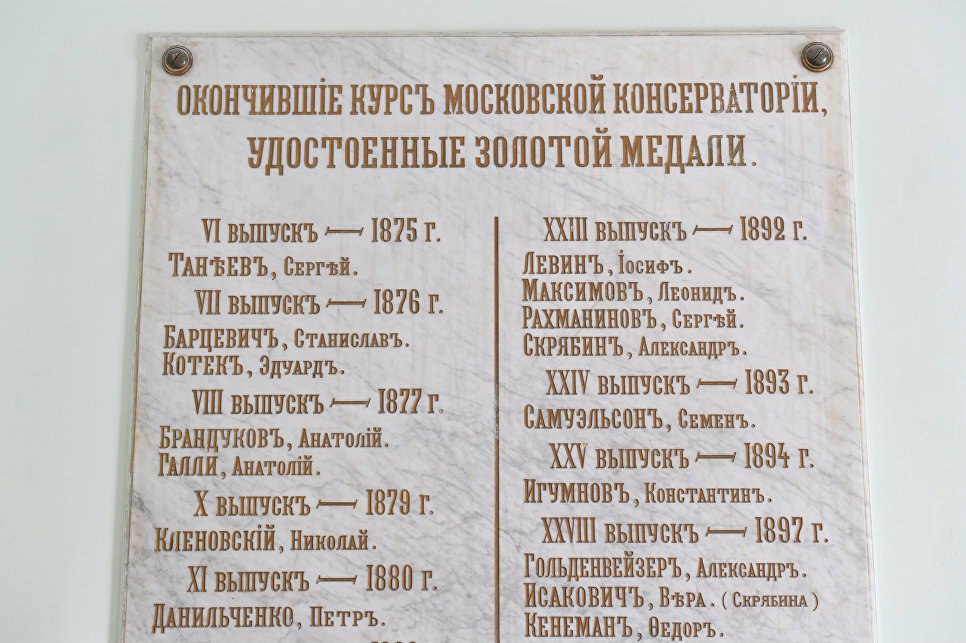 ОКОНЧИВШІЕ КУРСЪ МОСКОВСКОЙ КОНСЕРВАТОРІИ,
УДОСТОЕННЫЕ ЗОЛОТОЙ МЕДАЛИ.
VI ВЫПУСКЪ — 1875 Г.
ТАНѢЕВЪ, СЕРГѢЙ.
VII ВЫПУСКЪ — 1876 Г.
БАРЦЕВИЧЪ, СТАНИСЛАВЪ.
КОТЕКЪ, ЭДУАРДЪ.
VIII ВЫПУСКЪ — 1877 Г.
БРАНДУКОВЪ, АНАТОЛІЙ.
ГАЛЛИ, АНАТОЛІЙ.
X ВЫПУСКЪ — 1879 Г.
КЛЕНОВСКІЙ, НИКОЛАЙ.
XI ВЫПУСКЪ — 1880 Г.
ДАНИЛЬЧЕНКО, ПЕТРЪ.
XXIII ВЫПУСКЪ — 1892 Г.
ЛЕВИНЪ, ІОСИФЪ.
МАКСИМОВЪ, ЛЕОНИДЪ.
РАХМАНИНОВЪ, СЕРГѢЙ.
СКРЯБИНЪ, АЛЕКСАНДРЪ.
XXIV ВЫПУСКЪ — 1893 Г.
САМУЭЛЬСОНЪ, СЕМЕНЪ.
XXV ВЫПУСКЪ — 1894 Г.
ИГУМНОВЪ, КОНСТАНТИНЪ.
XXVIII ВЫПУСКЪ — 1897 Г.
ГОЛЬДЕНВЕЙЗЕРЪ, АЛЕКСАНДРЪ.
ИСАКОВИЧЪ, ВѢРА. (СКРЯБИНА)
КЕНЕМАНЪ, ѲЕДОРЪ.